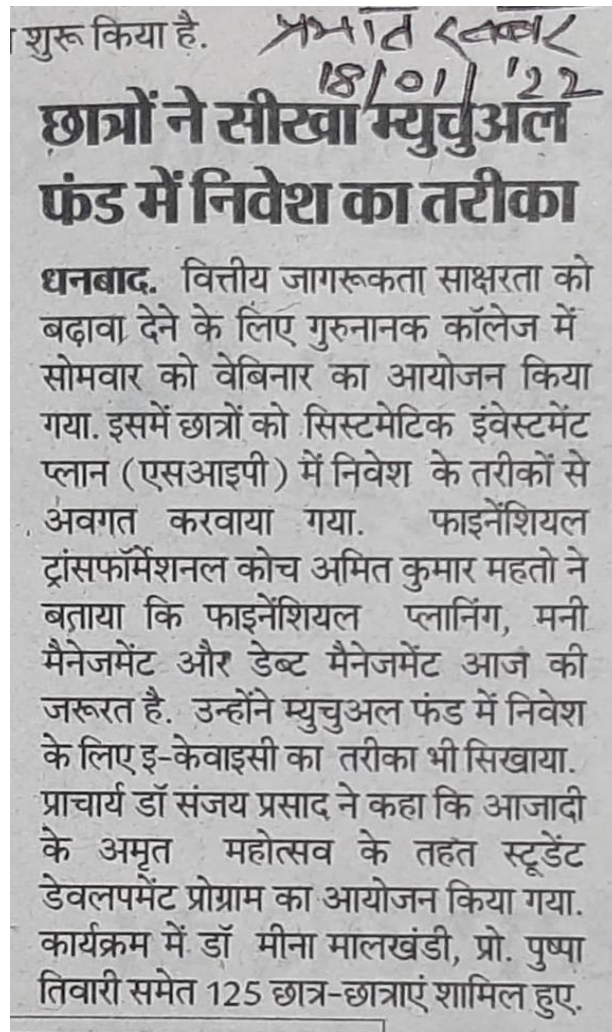 शुरू किया है.
प्रभात खबर
18/01/'22
छात्रों ने सीखा म्युचुअल
फंड में निवेश का तरीका
धनबाद. वित्तीय जागरूकता साक्षरता को
बढ़ावा देने के लिए गुरुनानक कॉलेज में
सोमवार को वेबिनार का आयोजन किया
गया. इसमें छात्रों को सिस्टमेटिक इंवेस्टमेंट
प्लान (एसआइपी) में निवेश के तरीकों से
अवगत करवाया गया. फाइनेंशियल
ट्रांसफॉर्मेशनल कोच अमित कुमार महतो ने
बताया कि फाइनेंशियल प्लानिंग, मनी
मैनेजमेंट और डेब्ट मैनेजमेंट आज की
जरूरत है. उन्होंने म्युचुअल फंड में निवेश
के लिए इ-केवाइसी का तरीका भी सिखाया.
प्राचार्य डॉ संजय प्रसाद ने कहा कि आजादी
के अमृत महोत्सव के तहत स्टूडेंट
डेवलपमेंट प्रोग्राम का आयोजन किया गया.
कार्यक्रम में डॉ मीना मालखंडी, प्रो. पुष्पा
तिवारी समेत 125 छात्र-छात्राएं शामिल हुए.